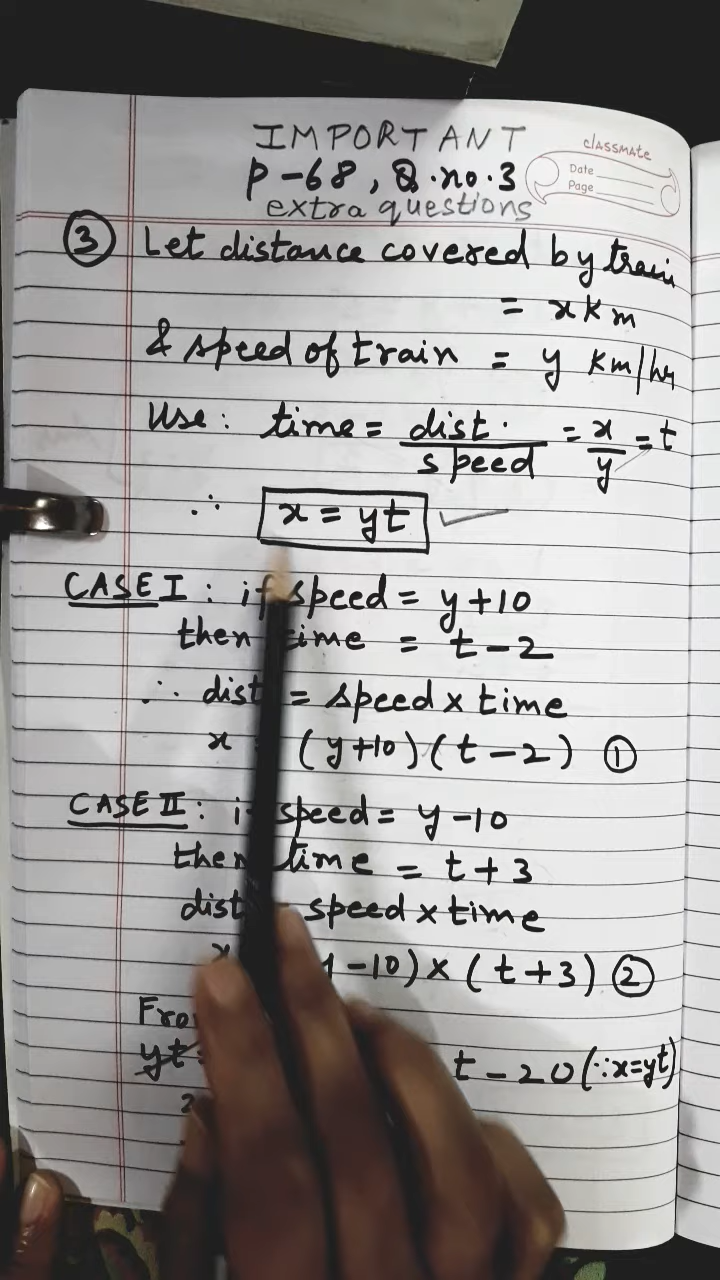 IMPORTANT
P-68, Q.no.3
extra questions
classmate
Date
Page
③ Let distance covered by train
= x km
& speed of train = y km/hr
Use: time = dist./speed = x/y = t
∴ x = yt
CASE I : if speed = y+10
then time = t-2
∴ dist = speed x time
x (y+10)(t-2) ①
CASE II : if speed = y-10
then time = t+3
dist speed x time
x -10) x (t+3) ②
yt
t-20 (∵x=yt)